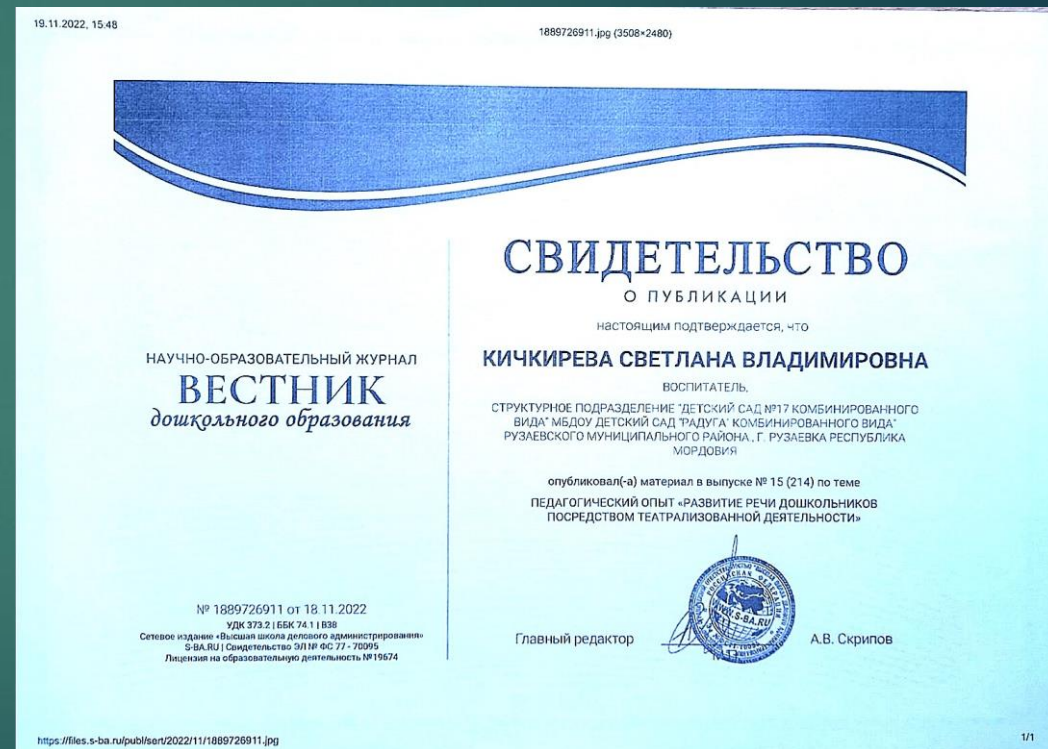 19.11.2022, 15:48
1889726911.jpg (3508×2480)
НАУЧНО-ОБРАЗОВАТЕЛЬНЫЙ ЖУРНАЛ
ВЕСТНИК
дошкольного образования
№ 1889726911 от 18.11.2022
УДК 373.2 | ББК 74.1 | В38
Сетевое издание «Высшая школа делового администрирования»
S-BA.RU | Свидетельство ЭЛ № ФС 77 - 70095
Лицензия на образовательную деятельность №19674
СВИДЕТЕЛЬСТВО
О ПУБЛИКАЦИИ
настоящим подтверждается, что
КИЧКИРЕВА СВЕТЛАНА ВЛАДИМИРОВНА
ВОСПИТАТЕЛЬ,
СТРУКТУРНОЕ ПОДРАЗДЕЛЕНИЕ "ДЕТСКИЙ САД №17 КОМБИНИРОВАННОГО
ВИДА" МБДОУ ДЕТСКИЙ САД "РАДУГА" КОМБИНИРОВАННОГО ВИДА"
РУЗАЕВСКОГО МУНИЦИПАЛЬНОГО РАЙОНА, Г. РУЗАЕВКА РЕСПУБЛИКА
МОРДОВИЯ
опубликовал(-а) материал в выпуске № 15 (214) по теме
ПЕДАГОГИЧЕСКИЙ ОПЫТ «РАЗВИТИЕ РЕЧИ ДОШКОЛЬНИКОВ
ПОСРЕДСТВОМ ТЕАТРАЛИЗОВАННОЙ ДЕЯТЕЛЬНОСТИ»
Главный редактор
РОССИЙСКАЯ ФЕДЕРАЦИЯ
WWW.S-BA.RU
А.В. Скрипов
https://files.s-ba.ru/publ/sert/2022/11/1889726911.jpg
1/1